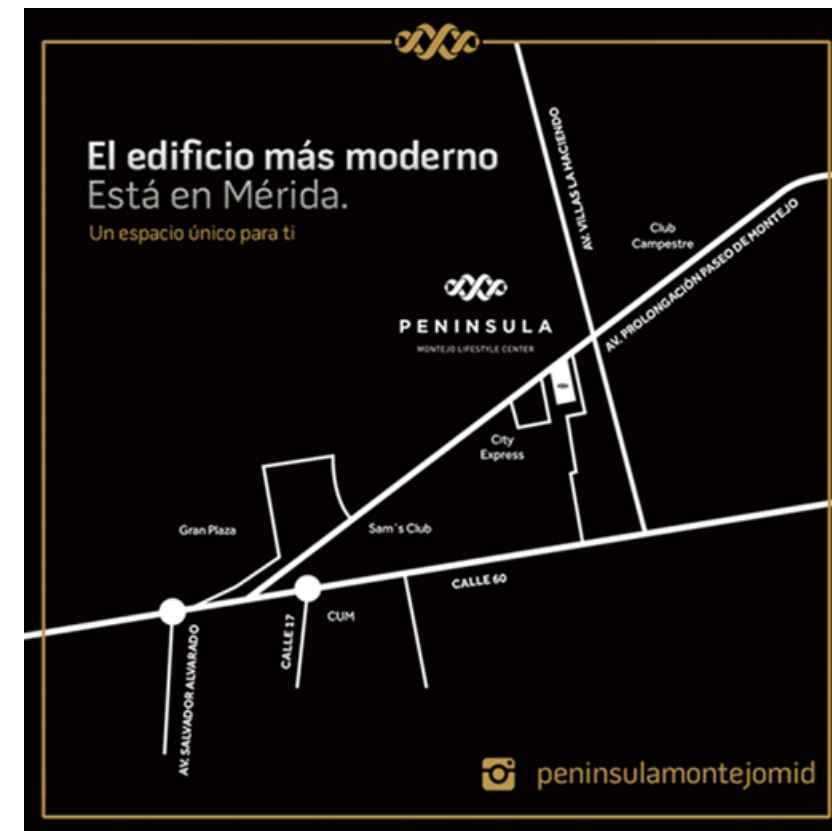 El edificio más moderno
Está en Mérida.
Un espacio único para ti
AV. VILLAS LA HACIENDO
Club
Campestre
AV. PROLONGACIÓN PASEO DE MONTEJO
PENINSULA
MONTEJO LIFESTYLE CENTER
City
Express
Gran Plaza
Sam´s Club
CALLE 60
CUM
CALLE 17
AV. SALVADOR ALVARADO
peninsulamontejomid